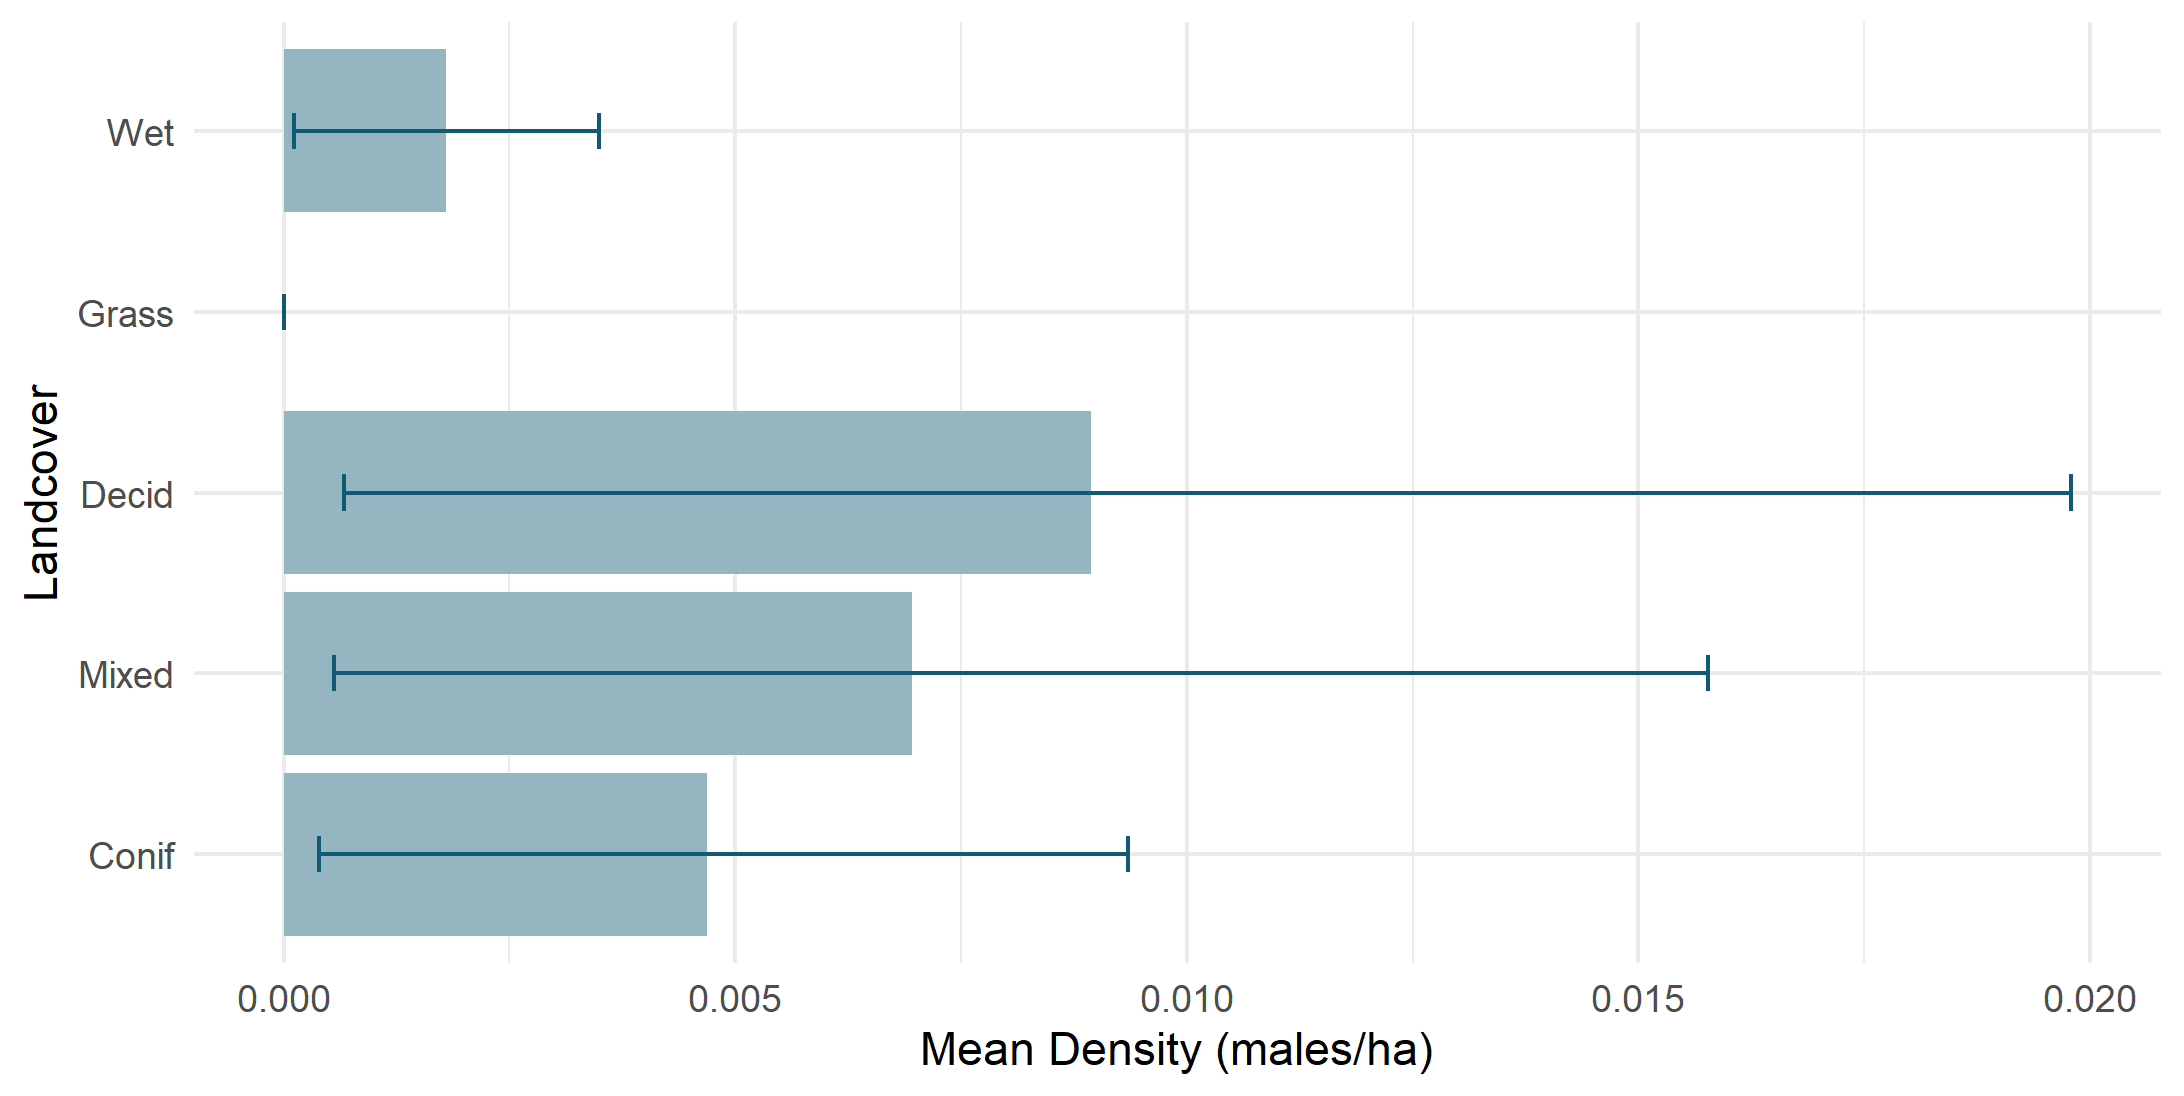 Landcover
Wet
Grass
Decid
Mixed
Conif
0.000 0.005 0.010 0.015 0.020
Mean Density (males/ha)